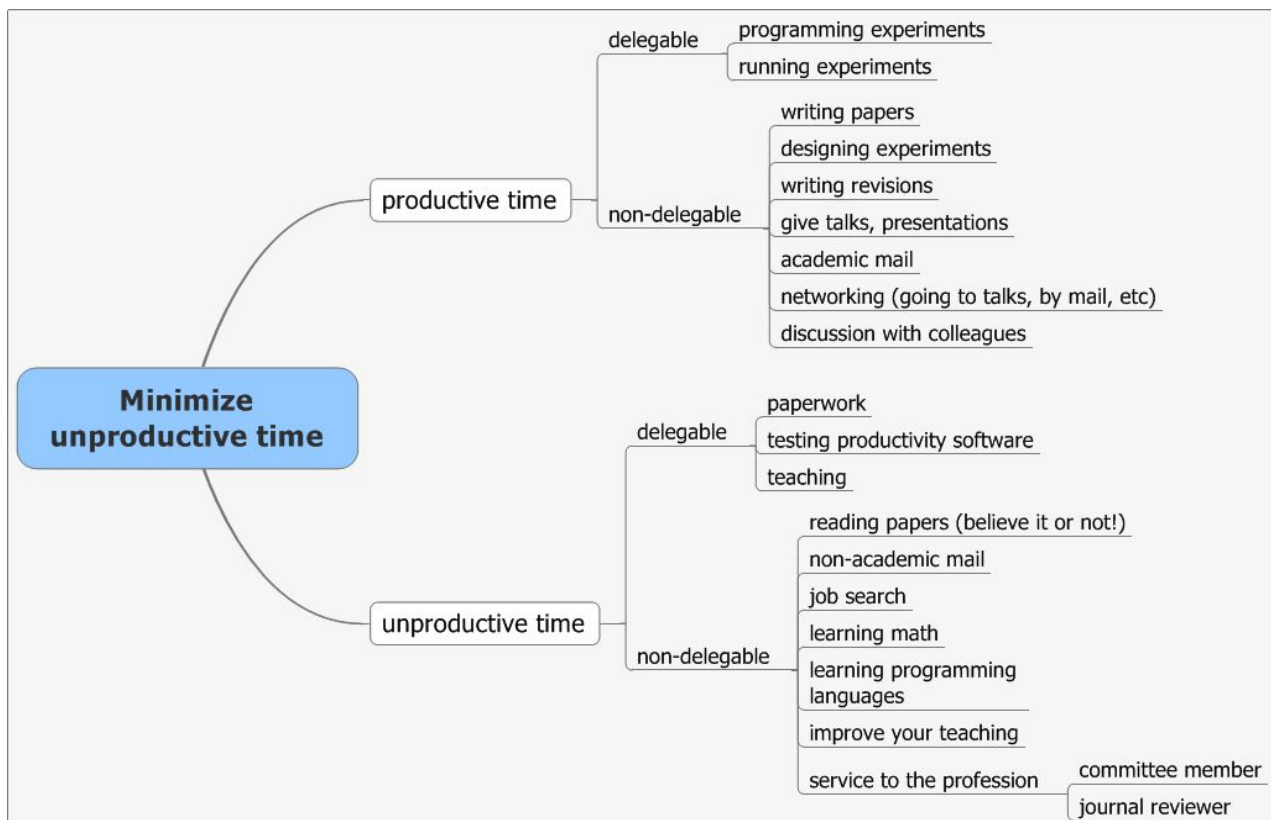 Minimize
unproductive time
productive time
delegable
programming experiments
running experiments
non-delegable
writing papers
designing experiments
writing revisions
give talks, presentations
academic mail
networking (going to talks, by mail, etc)
discussion with colleagues
unproductive time
delegable
paperwork
testing productivity software
teaching
non-delegable
reading papers (believe it or not!)
non-academic mail
job search
learning math
learning programming
languages
improve your teaching
service to the profession
committee member
journal reviewer